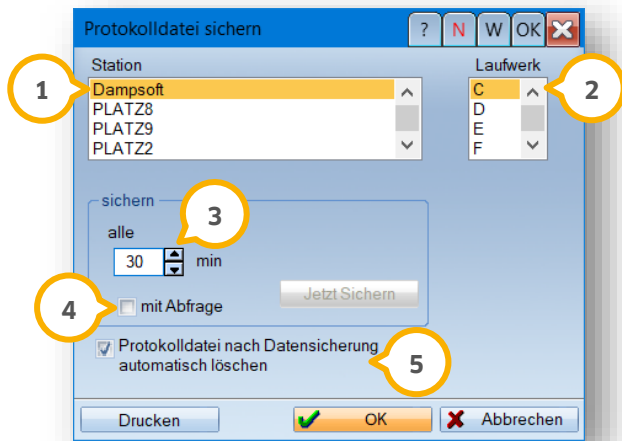 Protokolldatei sichern
? N W OK
Station
Laufwerk
1
Dampsoft
PLATZ8
PLATZ9
PLATZ2
C
D
E
F
2
sichern
3
alle
30 min
4
mit Abfrage
Jetzt Sichern
Protokolldatei nach Datensicherung
automatisch löschen
5
Drucken
OK
Abbrechen